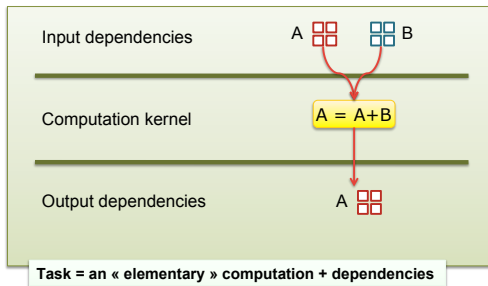 Input dependencies
A
B
Computation kernel
A = A+B
Output dependencies
A
Task = an « elementary » computation + dependencies